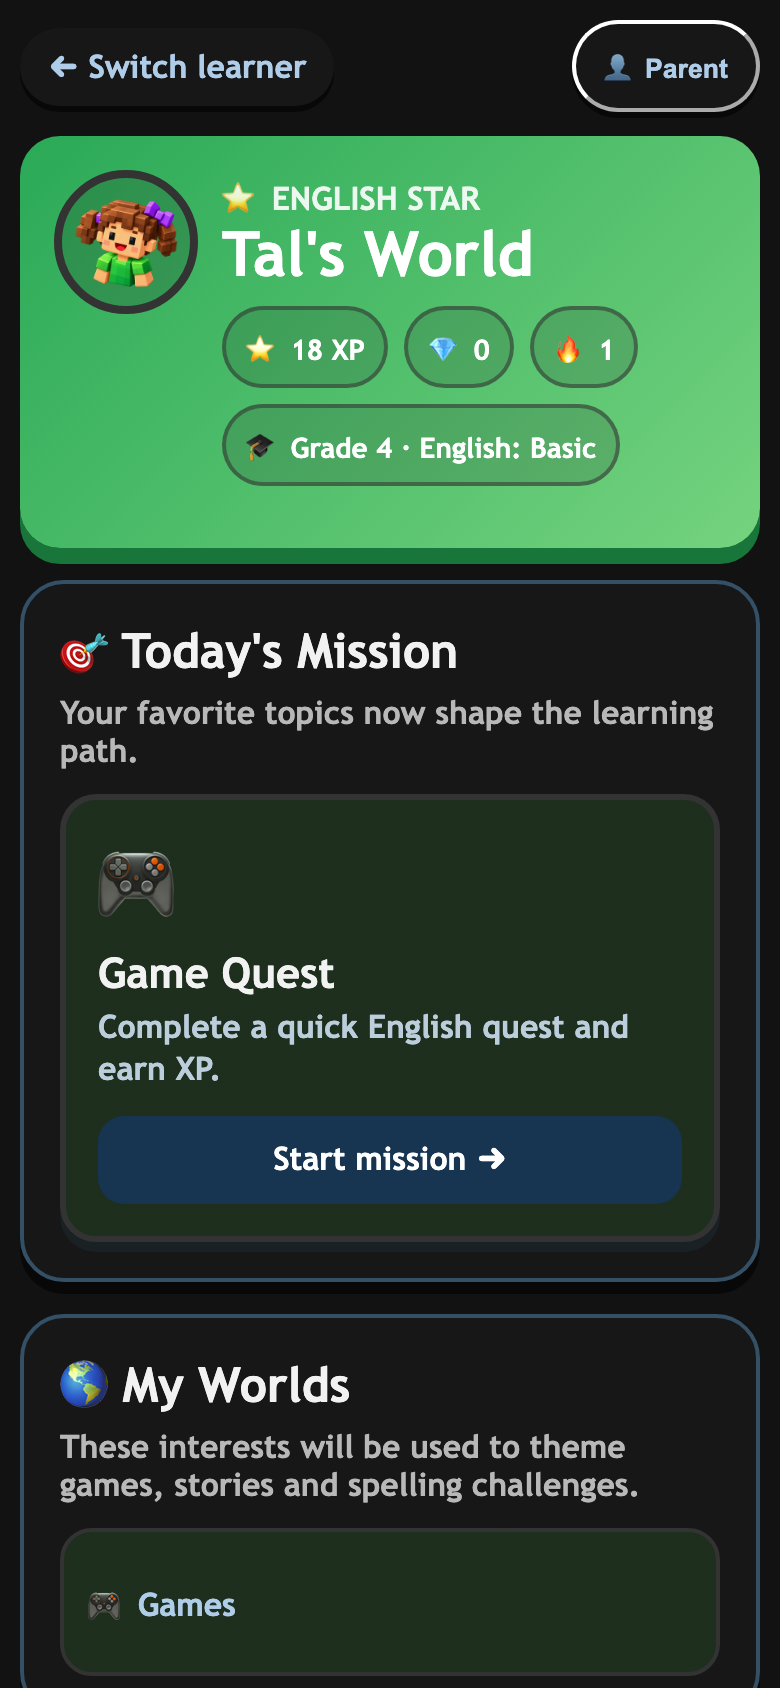 ← Switch learner
Parent
ENGLISH STAR
Tal's World
18 XP
0
1
Grade 4 · English: Basic
Today's Mission
Your favorite topics now shape the learning
path.
Game Quest
Complete a quick English quest and
earn XP.
Start mission →
My Worlds
These interests will be used to theme
games, stories and spelling challenges.
Games